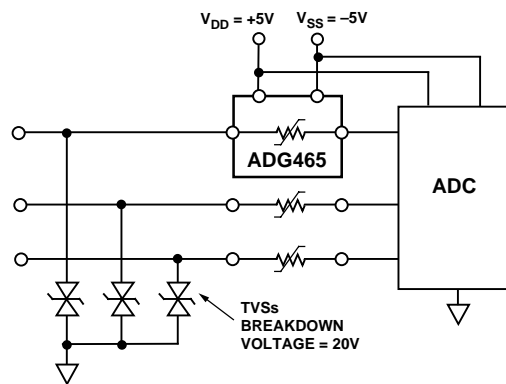 V_DD = +5V
V_SS = –5V
ADG465
ADC
TVSs
BREAKDOWN
VOLTAGE = 20V